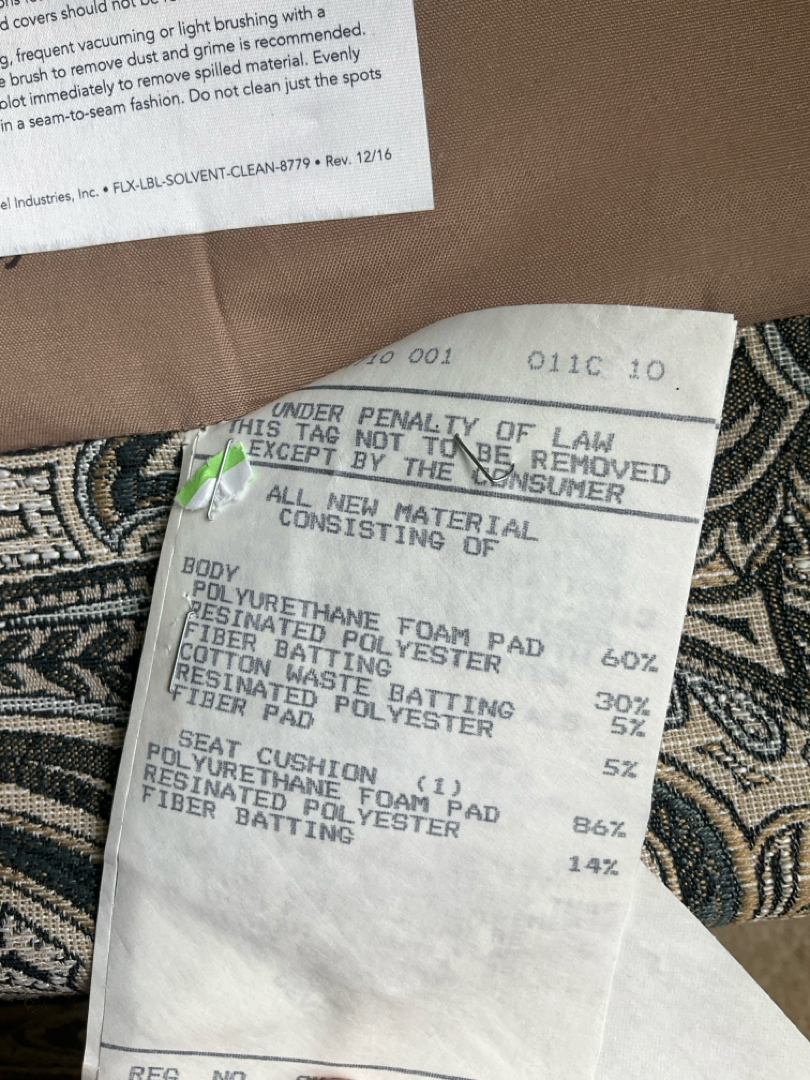 d covers should not be
g, frequent vacuuming or light brushing with a
e brush to remove dust and grime is recommended.
blot immediately to remove spilled material. Evenly
in a seam-to-seam fashion. Do not clean just the spots
el Industries, Inc. • FLX-LBL-SOLVENT-CLEAN-8779 • Rev. 12/16
10 001 011C 10
UNDER PENALTY OF LAW
THIS TAG NOT TO BE REMOVED
EXCEPT BY THE CONSUMER
ALL NEW MATERIAL
CONSISTING OF
BODY
POLYURETHANE FOAM PAD 60%
RESINATED POLYESTER
FIBER BATTING 30%
COTTON WASTE BATTING 5%
RESINATED POLYESTER
FIBER PAD 5%
SEAT CUSHION (1)
POLYURETHANE FOAM PAD 86%
RESINATED POLYESTER
FIBER BATTING 14%
REG. NO.